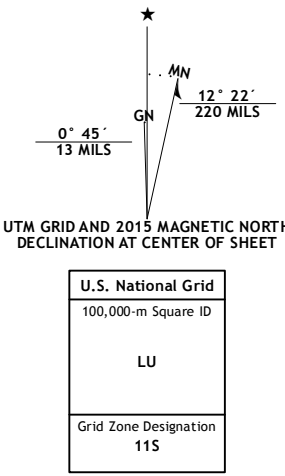 ★
MN
GN
12° 22´
220 MILS
0° 45´
13 MILS
UTM GRID AND 2015 MAGNETIC NORTH
DECLINATION AT CENTER OF SHEET
U.S. National Grid
100,000-m Square ID
LU
Grid Zone Designation
11S